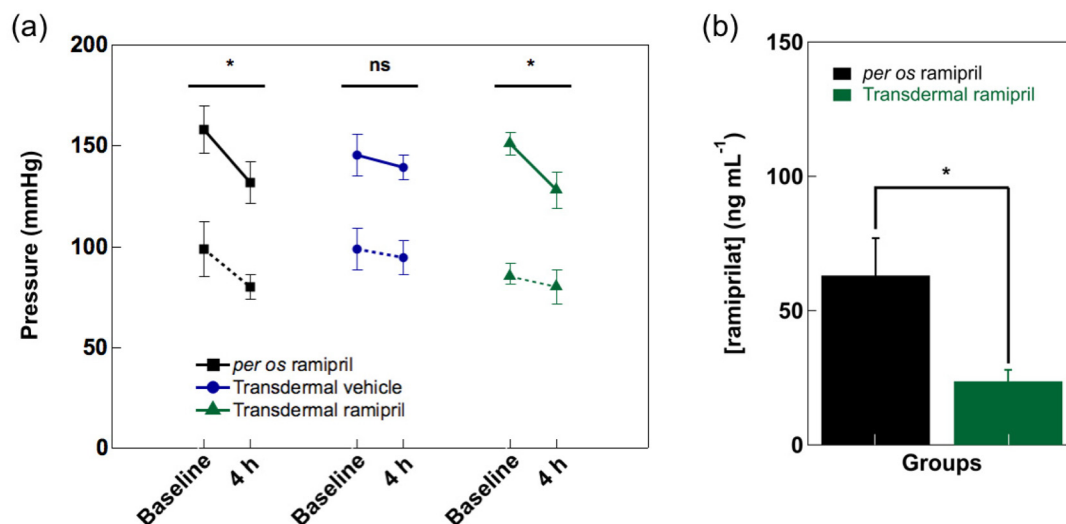 (a)
200
150
100
50
0
Pressure (mmHg)
*
ns
*
per os ramipril
Transdermal vehicle
Transdermal ramipril
Baseline
4 h
Baseline
4 h
Baseline
4 h
(b)
150
100
50
0
[ramiprilat] (ng mL⁻¹)
per os ramipril
Transdermal ramipril
*
Groups